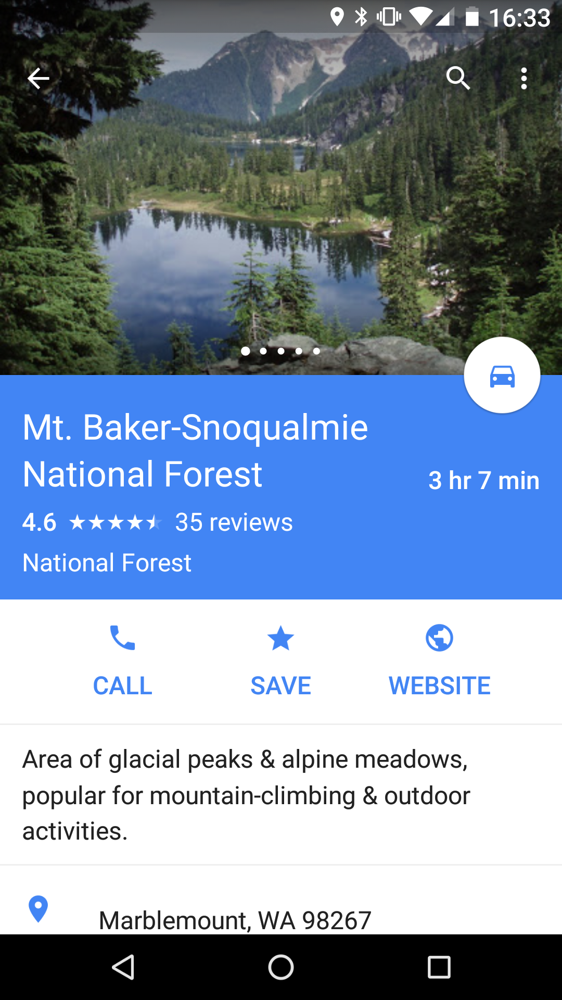 16:33
Mt. Baker-Snoqualmie
National Forest
3 hr 7 min
4.6 35 reviews
National Forest
CALL SAVE WEBSITE
Area of glacial peaks & alpine meadows,
popular for mountain-climbing & outdoor
activities.
Marblemount, WA 98267